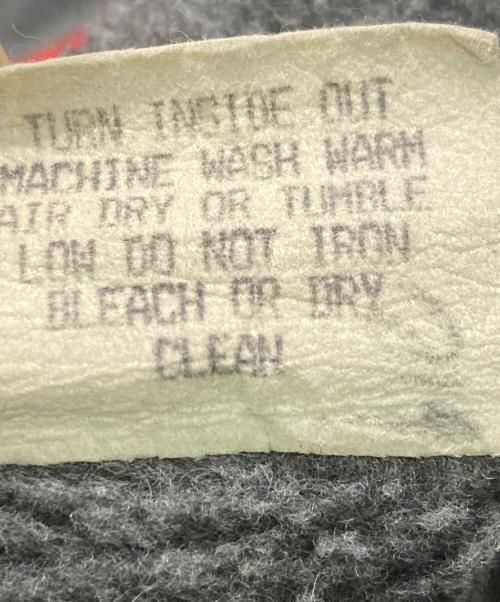 TURN INSIDE OUT
MACHINE WASH WARM
AIR DRY OR TUMBLE
LOW DO NOT IRON
BLEACH OR DRY
CLEAN